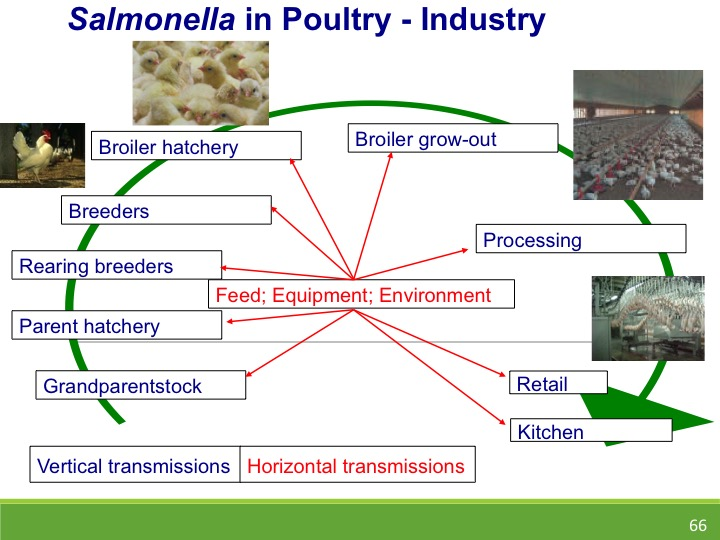 Salmonella in Poultry - Industry
Broiler hatchery
Broiler grow-out
Breeders
Processing
Rearing breeders
Feed; Equipment; Environment
Parent hatchery
Grandparentstock
Retail
Kitchen
Vertical transmissions
Horizontal transmissions
66